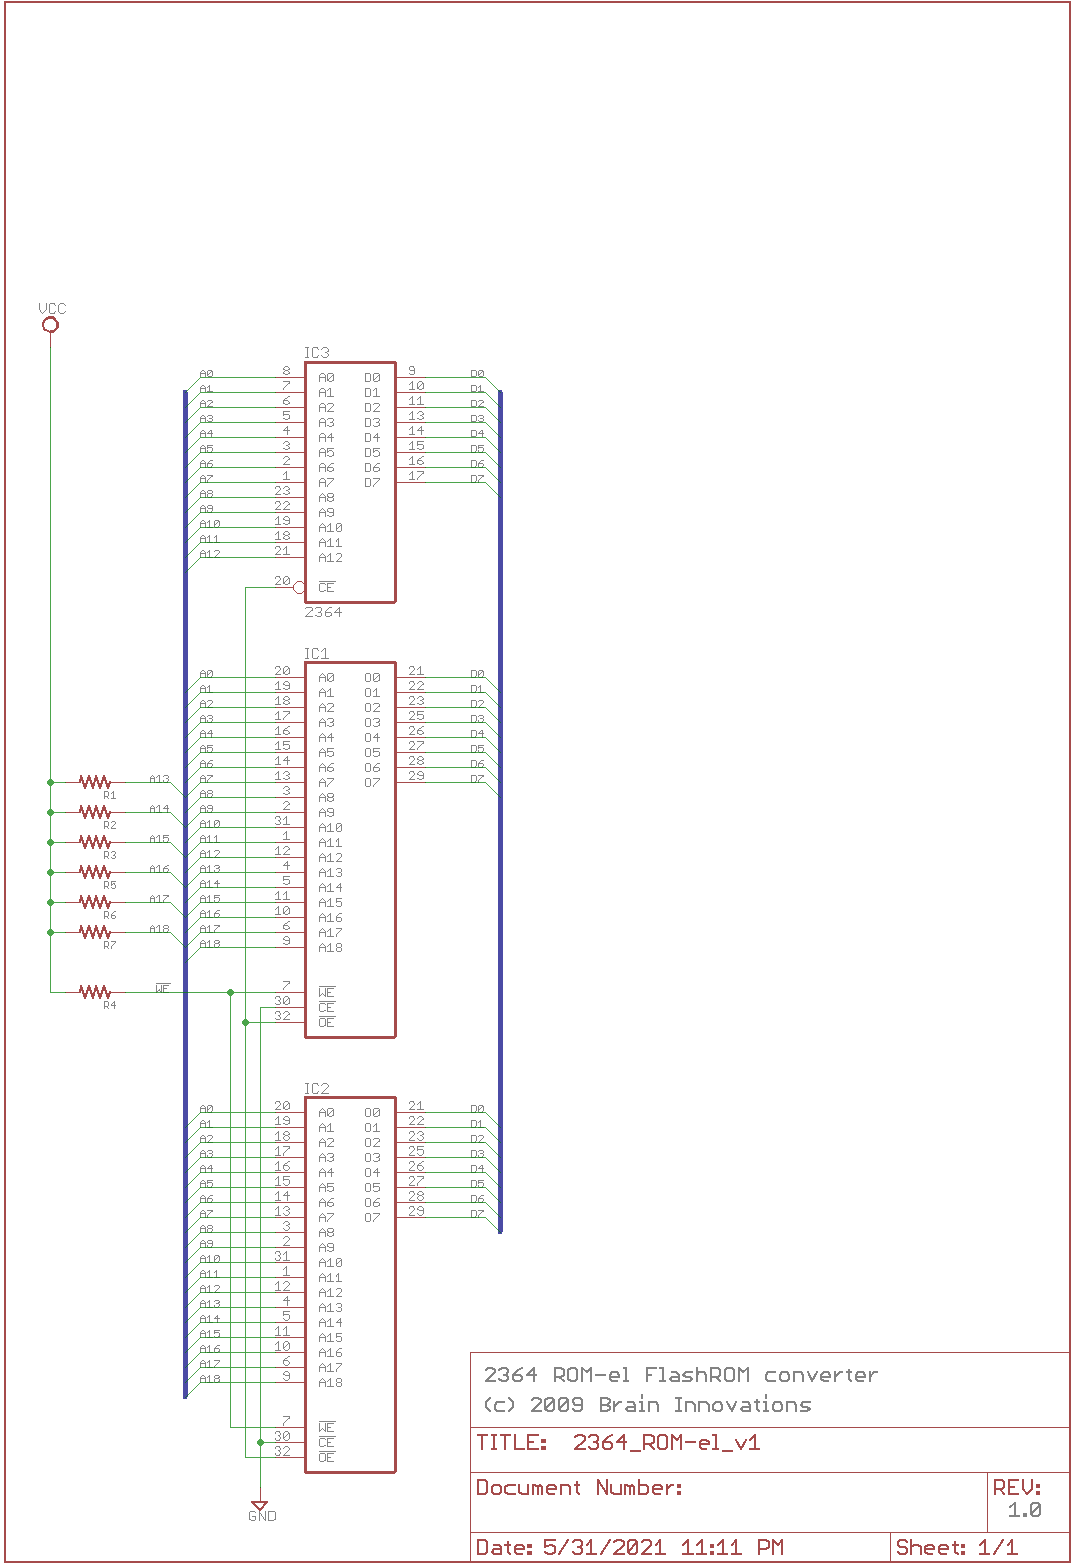 VCC
IC3
A0 8 A0 D0 9 D0
A1 7 A1 D1 10 D1
A2 6 A2 D2 11 D2
A3 5 A3 D3 13 D3
A4 4 A4 D4 14 D4
A5 3 A5 D5 15 D5
A6 2 A6 D6 16 D6
A7 1 A7 D7 17 D7
A8 23 A8
A9 22 A9
A10 19 A10
A11 18 A11
A12 21 A12
20 CE
2364
IC1
A0 20 A0 O0 21 D0
A1 19 A1 O1 22 D1
A2 18 A2 O2 23 D2
A3 17 A3 O3 25 D3
A4 16 A4 O4 26 D4
A5 15 A5 O5 27 D5
A6 14 A6 O6 28 D6
A13 A7 13 A7 O7 29 D7
R1 A8 3 A8
A14 A9 2 A9
R2 A10 31 A10
A15 A11 1 A11
R3 A12 12 A12
A16 A13 4 A13
R5 A14 5 A14
A17 A15 11 A15
R6 A16 10 A16
A18 A17 6 A17
R7 A18 9 A18
WE 7 WE
R4 30 CE
32 OE
IC2
A0 20 A0 O0 21 D0
A1 19 A1 O1 22 D1
A2 18 A2 O2 23 D2
A3 17 A3 O3 25 D3
A4 16 A4 O4 26 D4
A5 15 A5 O5 27 D5
A6 14 A6 O6 28 D6
A7 13 A7 O7 29 D7
A8 3 A8
A9 2 A9
A10 31 A10
A11 1 A11
A12 12 A12
A13 4 A13
A14 5 A14
A15 11 A15
A16 10 A16
A17 6 A17
A18 9 A18
7 WE
30 CE
32 OE
GND
2364 ROM-el FlashROM converter
(c) 2009 Brain Innovations
TITLE: 2364_ROM-el_v1
Document Number:
REV:
1.0
Date: 5/31/2021 11:11 PM
Sheet: 1/1